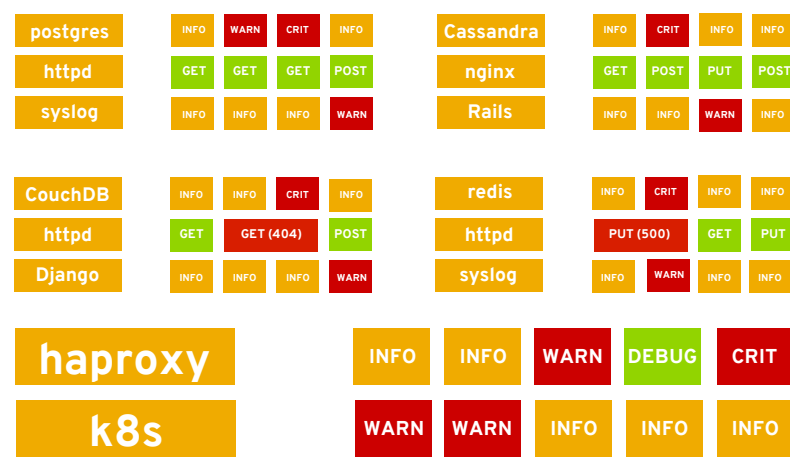 postgres INFO WARN CRIT INFO
httpd GET GET GET POST
syslog INFO INFO INFO WARN
Cassandra INFO CRIT INFO INFO
nginx GET POST PUT POST
Rails INFO INFO WARN INFO
CouchDB INFO INFO CRIT INFO
httpd GET GET (404) POST
Django INFO INFO INFO WARN
redis INFO CRIT INFO INFO
httpd PUT (500) GET PUT
syslog INFO WARN INFO INFO
haproxy INFO INFO WARN DEBUG CRIT
k8s WARN WARN INFO INFO INFO